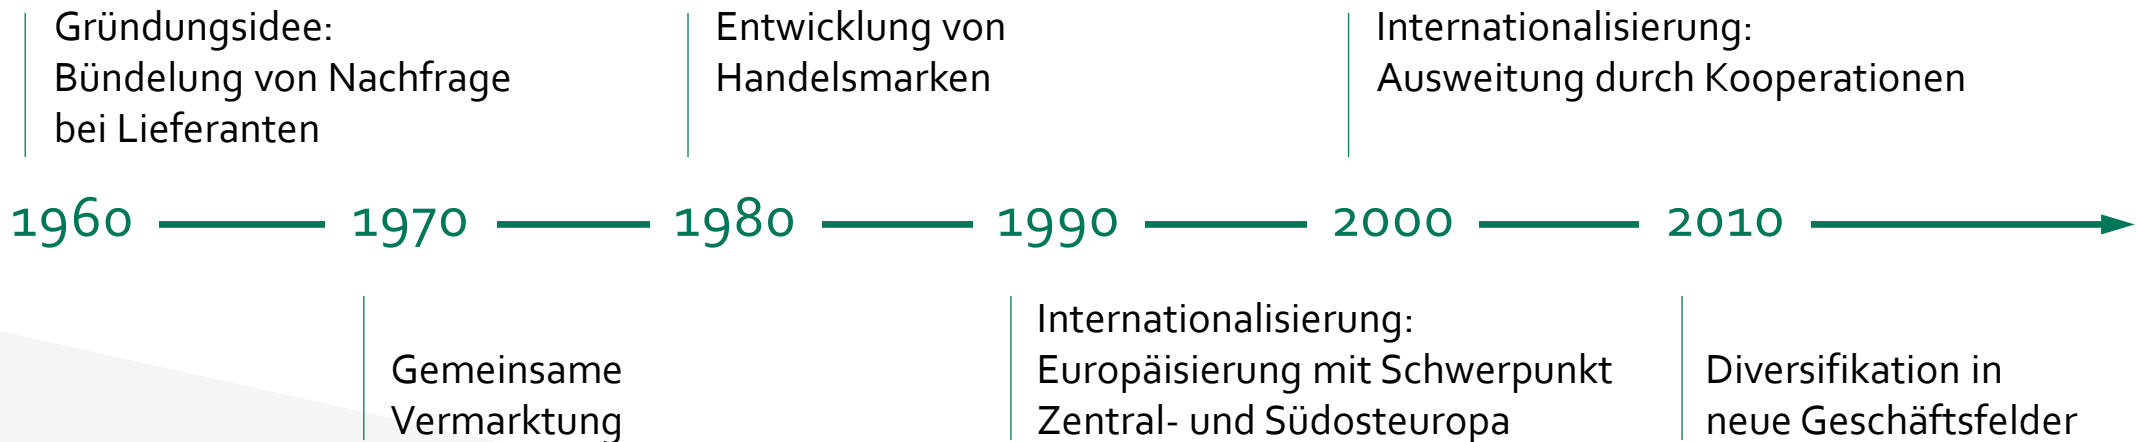 Gründungsidee:
Bündelung von Nachfrage
bei Lieferanten
Entwicklung von
Handelsmarken
Internationalisierung:
Ausweitung durch Kooperationen
1960 1970 1980 1990 2000 2010
Gemeinsame
Vermarktung
Internationalisierung:
Europäisierung mit Schwerpunkt
Zentral- und Südosteuropa
Diversifikation in
neue Geschäftsfelder